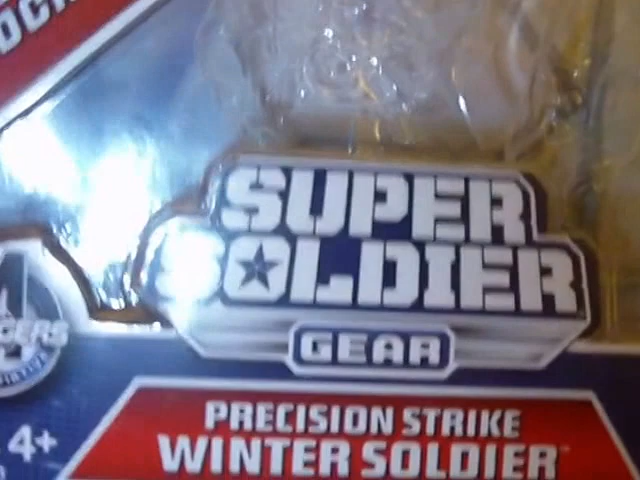 SUPER
SOLDIER
GEAR
PRECISION STRIKE
WINTER SOLDIER
4+